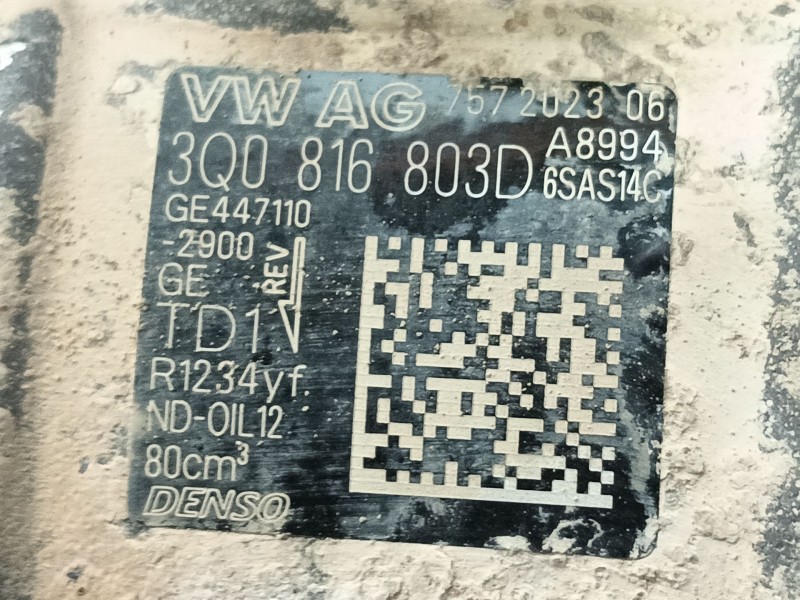 VW AG 757 2023 06
3Q0 816 803D A8994
6SAS14C
GE447110
-2900
GE
REV
TD1
R1234yf.
ND-OIL12
80cm³
DENSO